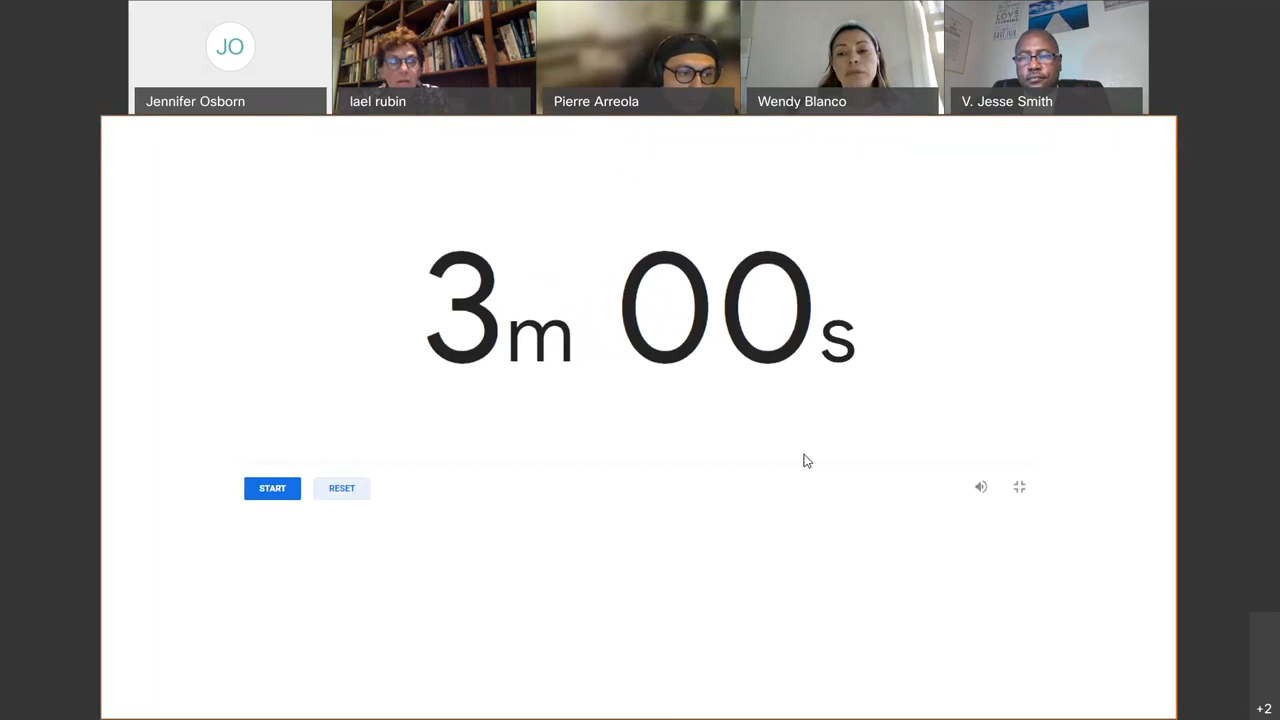 JO
Jennifer Osborn
lael rubin
Pierre Arreola
Wendy Blanco
V. Jesse Smith
3m 00s
START
RESET
+2